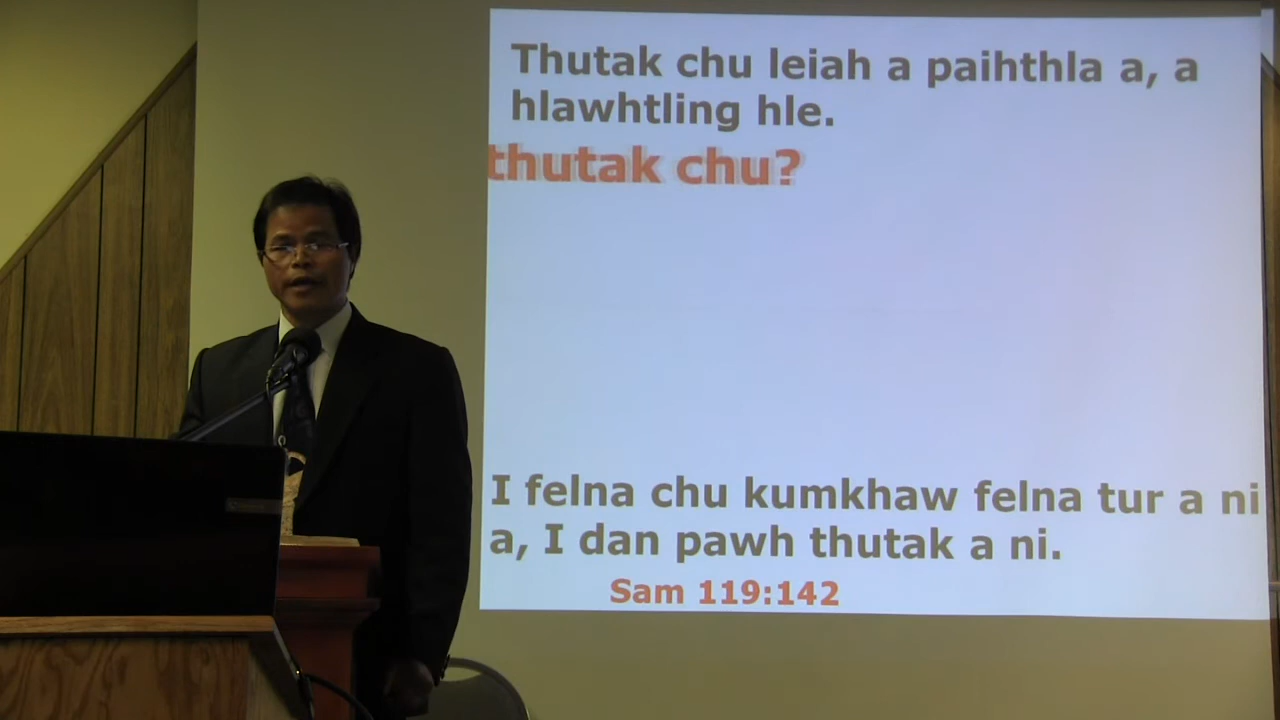 Thutak chu leiah a paihthla a, a
hlawhtling hle.
thutak chu?
I felna chu kumkhaw felna tur a ni
a, I dan pawh thutak a ni.
Sam 119:142